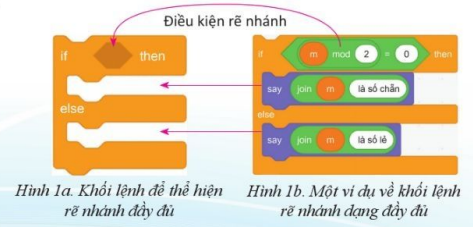 Điều kiện rẽ nhánh
if then
else
if m mod 2 = 0 then
say join m là số chẵn
else
say join m là số lẻ
Hình 1a. Khối lệnh để thể hiện
rẽ nhánh đầy đủ
Hình 1b. Một ví dụ về khối lệnh
rẽ nhánh dạng đầy đủ